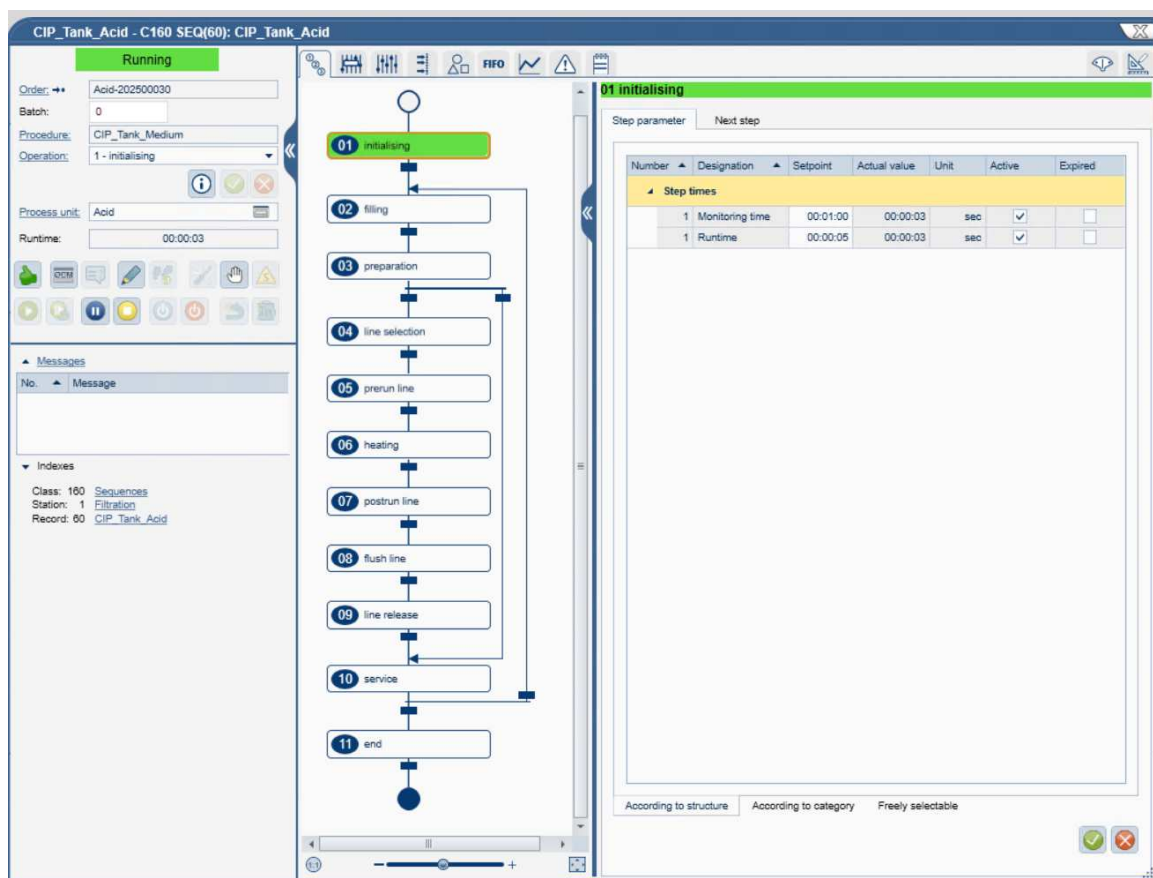 CIP_Tank_Acid - C160 SEQ(60): CIP_Tank_Acid
Running
Order:
Acid-202500030
Batch:
0
Procedure:
CIP_Tank_Medium
Operation:
1 - initialising
Process unit:
Acid
Runtime:
00:00:03
OCM
Messages
No. Message
Indexes
Class: 160 Sequences
Station: 1 Filtration
Record: 60 CIP_Tank_Acid
FIFO
01 initialising
02 filling
03 preparation
04 line selection
05 prerun line
06 heating
07 postrun line
08 flush line
09 line release
10 service
11 end
1:1
01 initialising
Step parameter Next step
Number Designation Setpoint Actual value Unit Active Expired
Step times
1 Monitoring time 00:01:00 00:00:03 sec
1 Runtime 00:00:05 00:00:03 sec
According to structure According to category Freely selectable